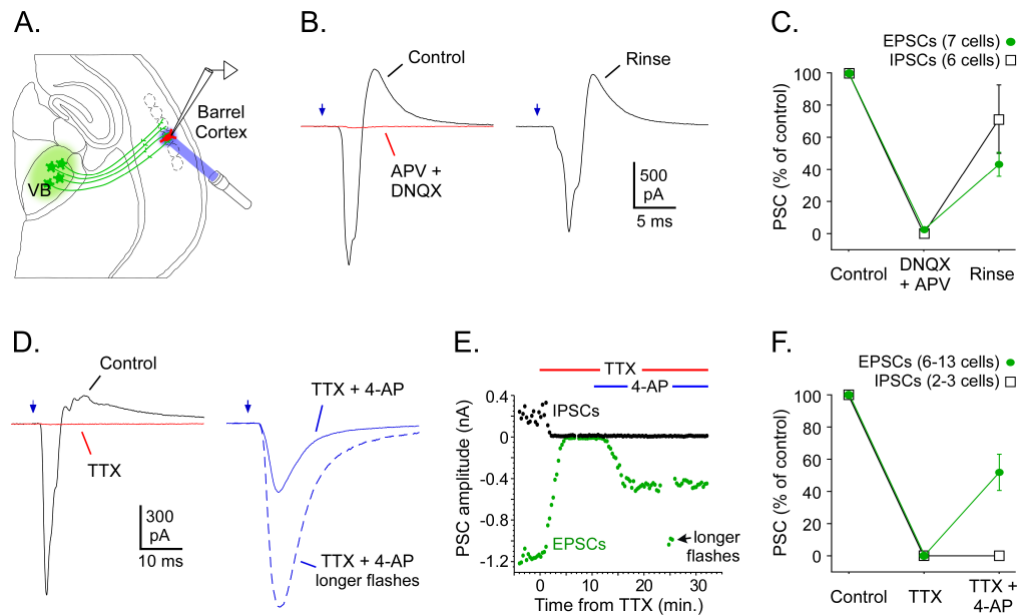 A.
VB
Barrel
Cortex
B.
Control
APV +
DNQX
Rinse
500
pA
5 ms
C.
EPSCs (7 cells)
IPSCs (6 cells)
PSC (% of control)
100
80
60
40
20
0
Control
DNQX
+ APV
Rinse
D.
Control
TTX
300
pA
10 ms
TTX + 4-AP
TTX + 4-AP
longer flashes
E.
TTX
4-AP
PSC amplitude (nA)
0.4
0
-0.4
-0.8
-1.2
IPSCs
EPSCs
longer
flashes
0 10 20 30
Time from TTX (min.)
F.
EPSCs (6-13 cells)
IPSCs (2-3 cells)
PSC (% of control)
100
80
60
40
20
0
Control
TTX
TTX +
4-AP